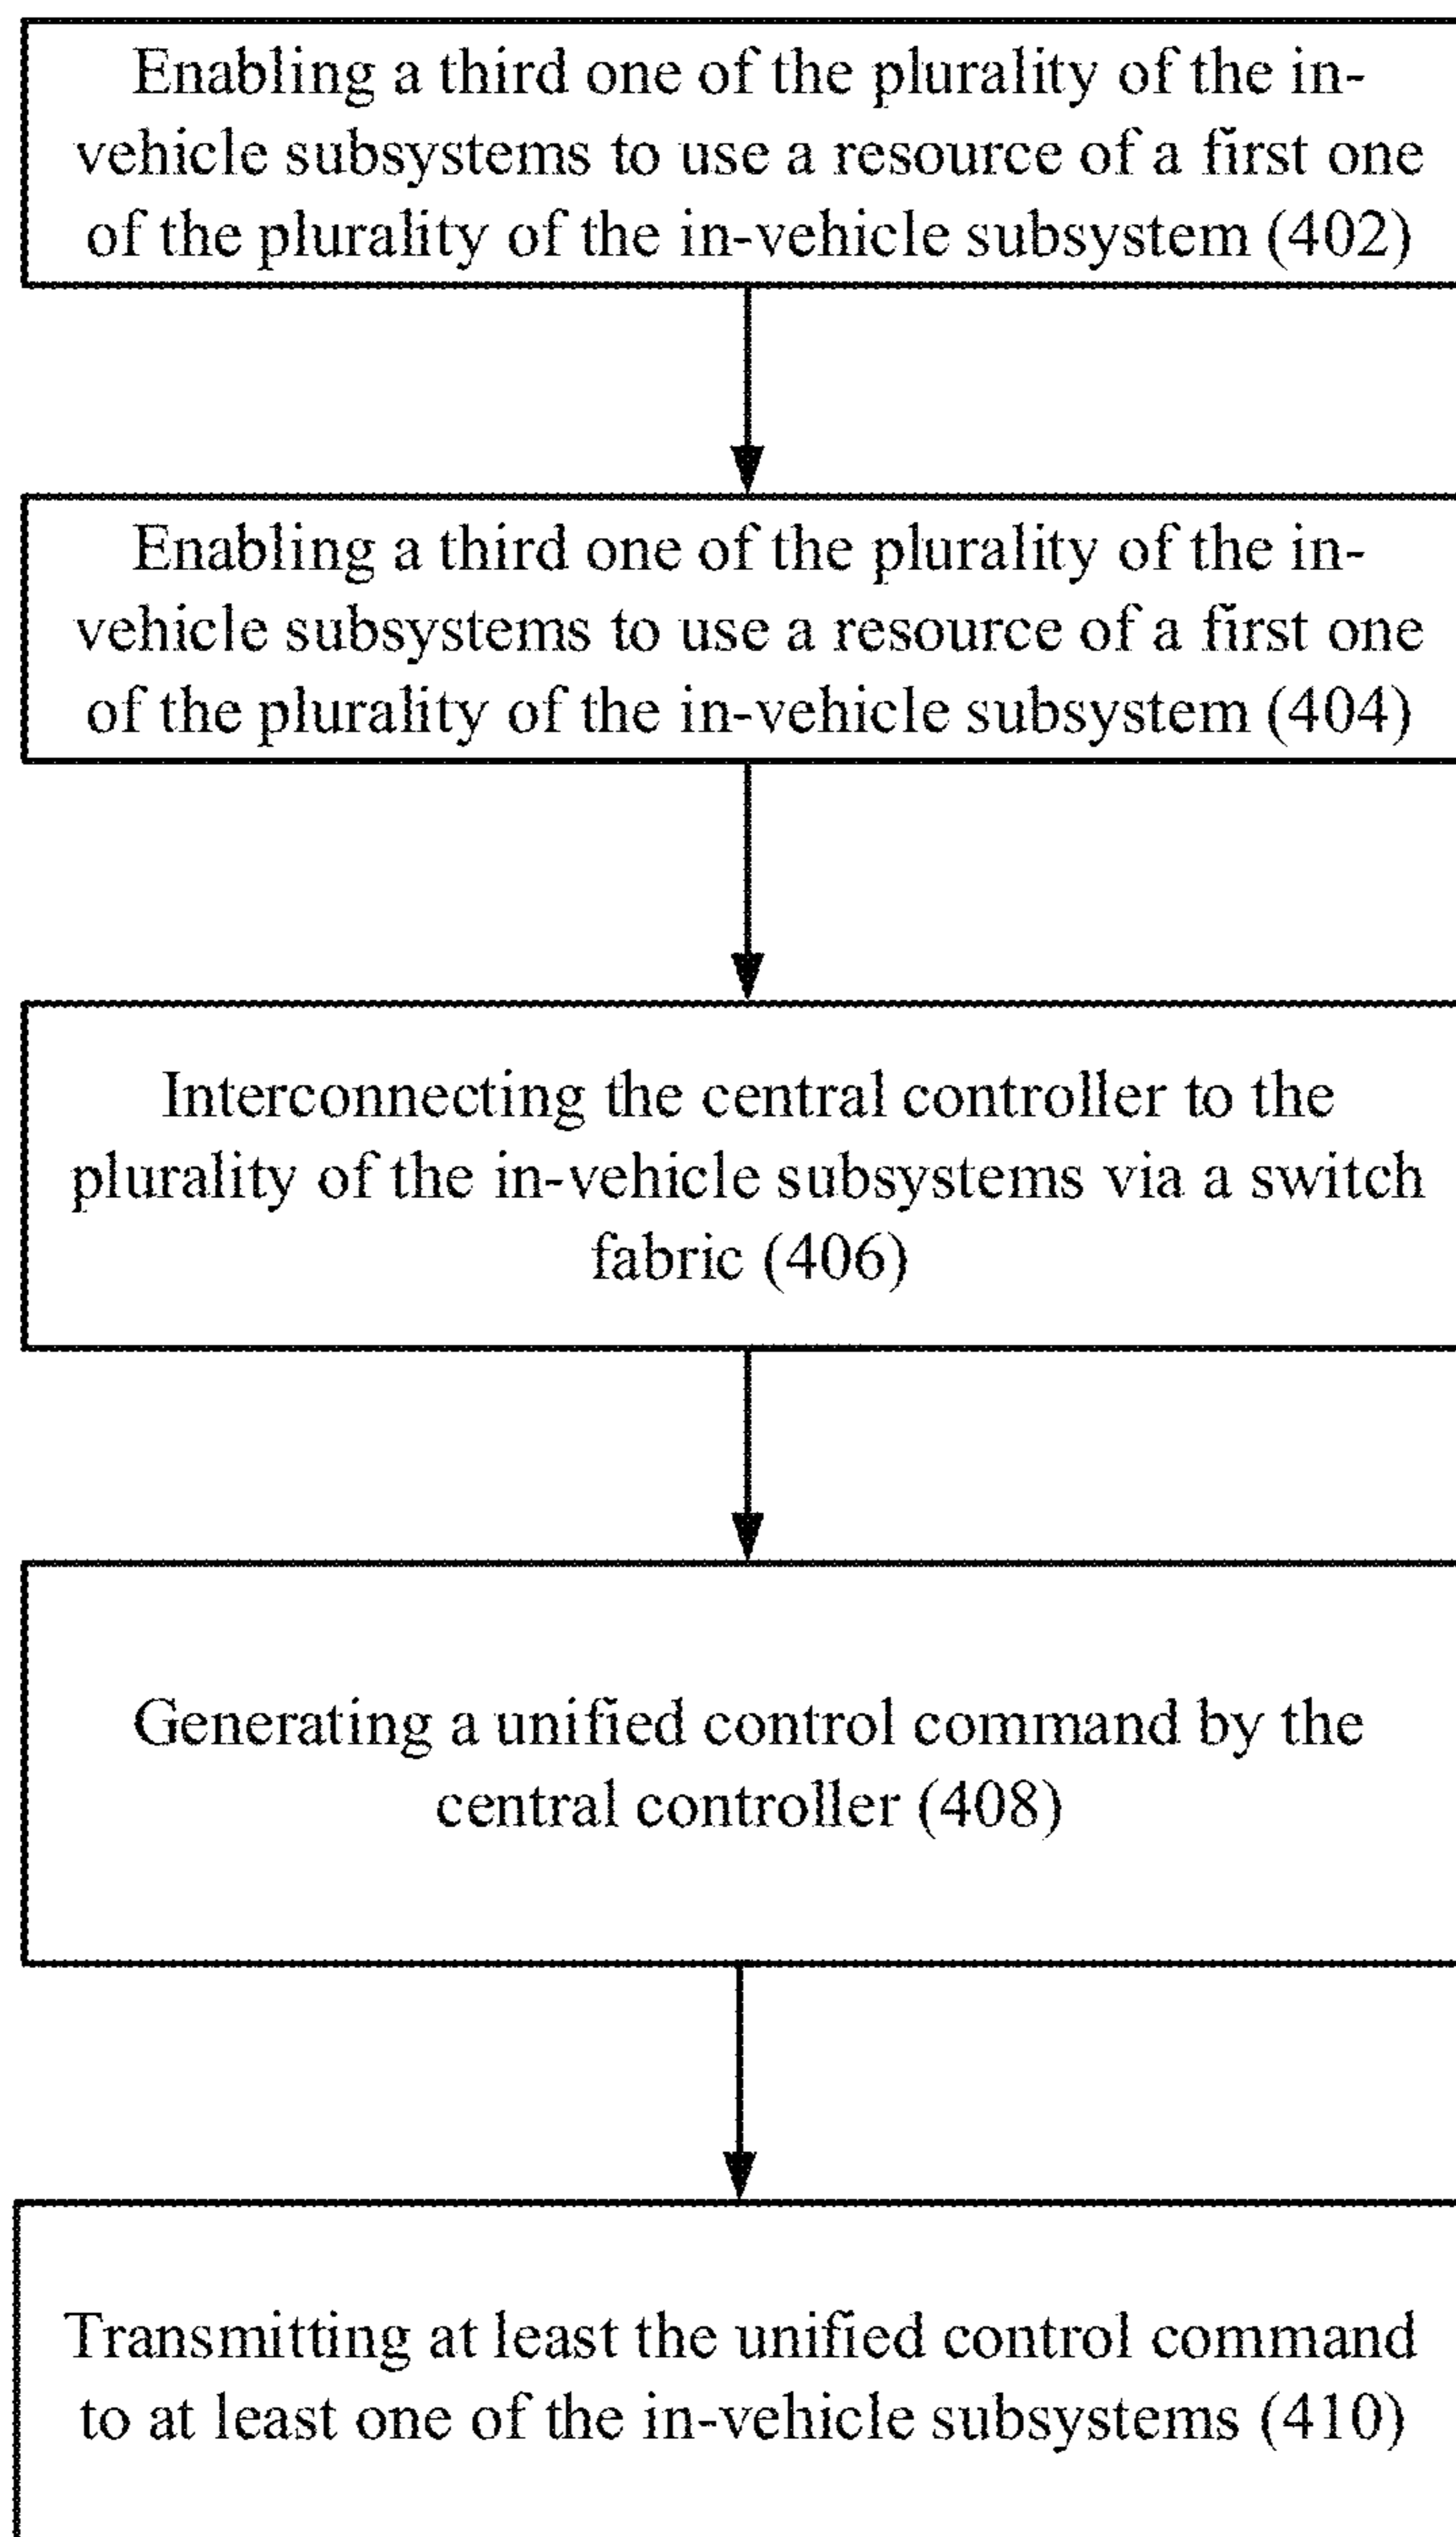 Enabling a third one of the plurality of the in-
vehicle subsystems to use a resource of a first one
of the plurality of the in-vehicle subsystem (402)
Enabling a third one of the plurality of the in-
vehicle subsystems to use a resource of a first one
of the plurality of the in-vehicle subsystem (404)
Interconnecting the central controller to the
plurality of the in-vehicle subsystems via a switch
fabric (406)
Generating a unified control command by the
central controller (408)
Transmitting at least the unified control command
to at least one of the in-vehicle subsystems (410)